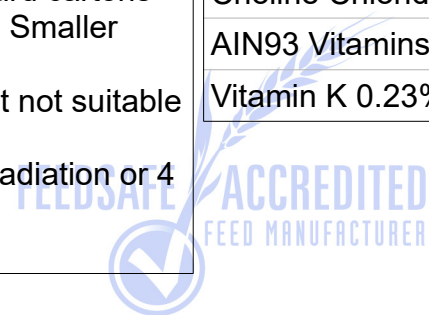 Smaller
t not suitable
adiation or 4
AIN93 Vitamins
Vitamin K 0.23%
FEEDSAFE
ACCREDITED
FEED MANUFACTURER